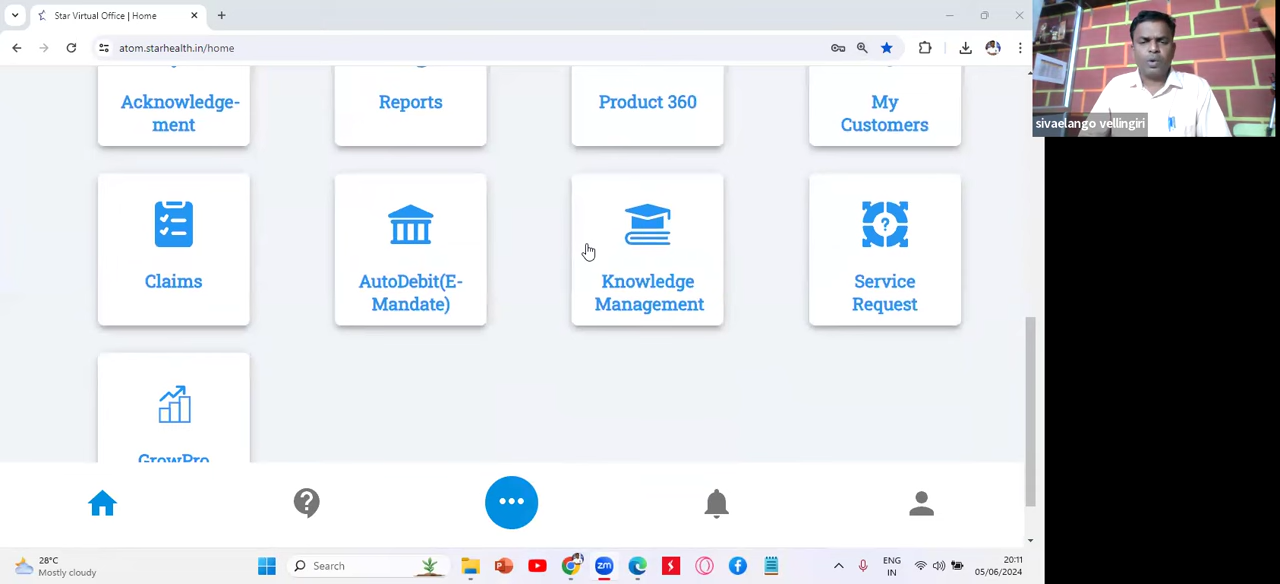 Star Virtual Office | Home
atom.starhealth.in/home
sivaelango vellingiri
Acknowledge-
ment
Reports
Product 360
My
Customers
Claims
AutoDebit(E-
Mandate)
Knowledge
Management
Service
Request
GrowPro
28°C
Mostly cloudy
Search
zm
ENG
IN
20:11
05/06/2024